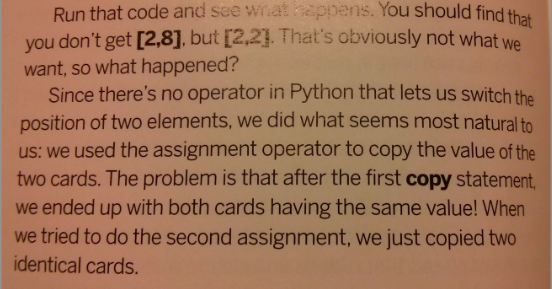 Run that code and see what happens. You should find that
you don't get [2,8], but [2,2]. That's obviously not what we
want, so what happened?
Since there's no operator in Python that lets us switch the
position of two elements, we did what seems most natural to
us: we used the assignment operator to copy the value of the
two cards. The problem is that after the first copy statement,
we ended up with both cards having the same value! When
we tried to do the second assignment, we just copied two
identical cards.